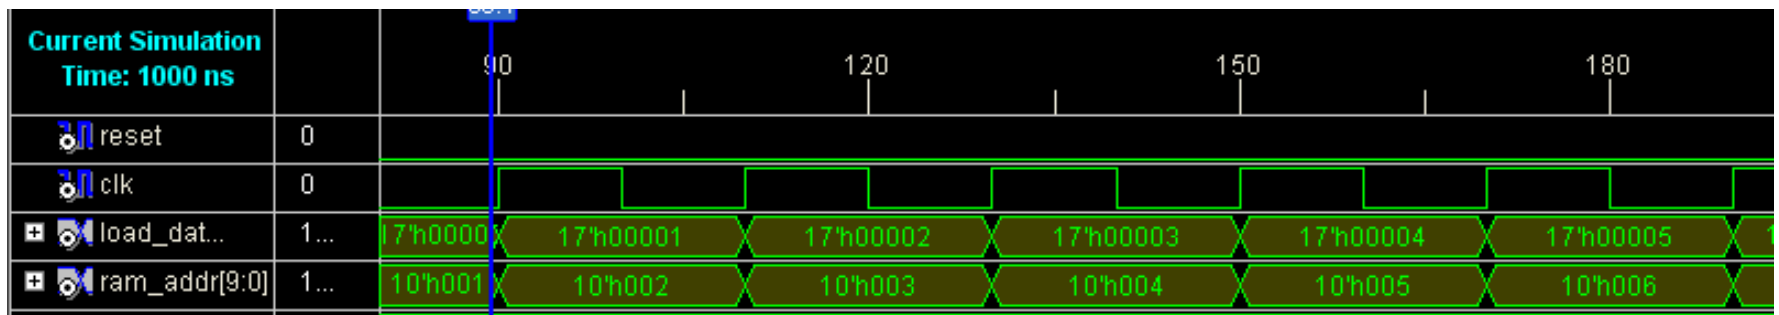 Current Simulation
Time: 1000 ns
90 120 150 180
reset 0
clk 0
load_dat... 1... 17'h00000 17'h00001 17'h00002 17'h00003 17'h00004 17'h00005
ram_addr[9:0] 1... 10'h001 10'h002 10'h003 10'h004 10'h005 10'h006